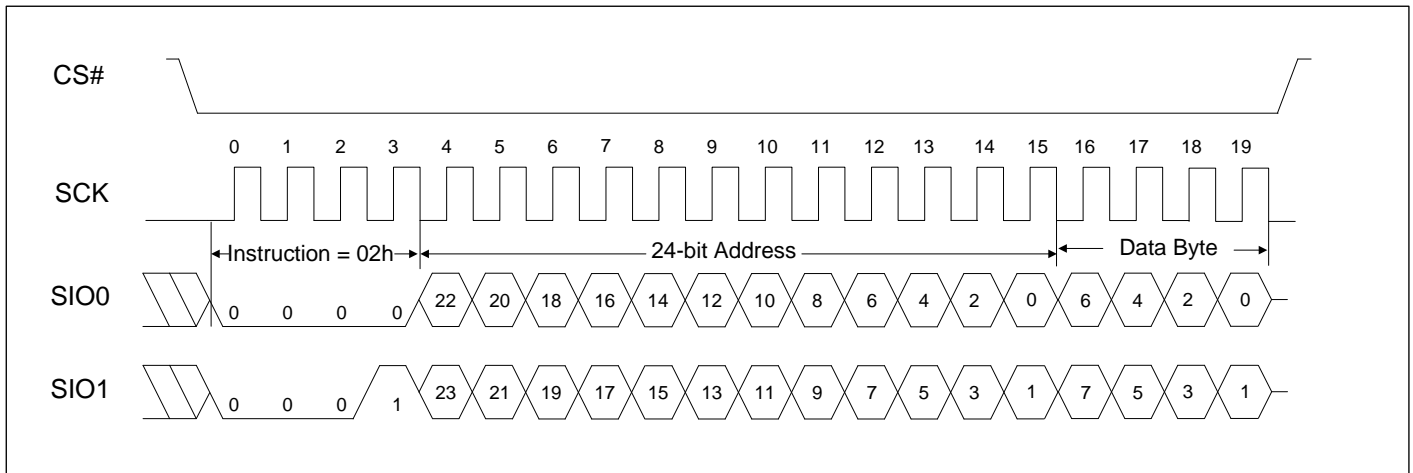 CS#
0 1 2 3 4 5 6 7 8 9 10 11 12 13 14 15 16 17 18 19
SCK
Instruction = 02h 24-bit Address Data Byte
SIO0 0 0 0 0 22 20 18 16 14 12 10 8 6 4 2 0 6 4 2 0
SIO1 0 0 0 1 23 21 19 17 15 13 11 9 7 5 3 1 7 5 3 1